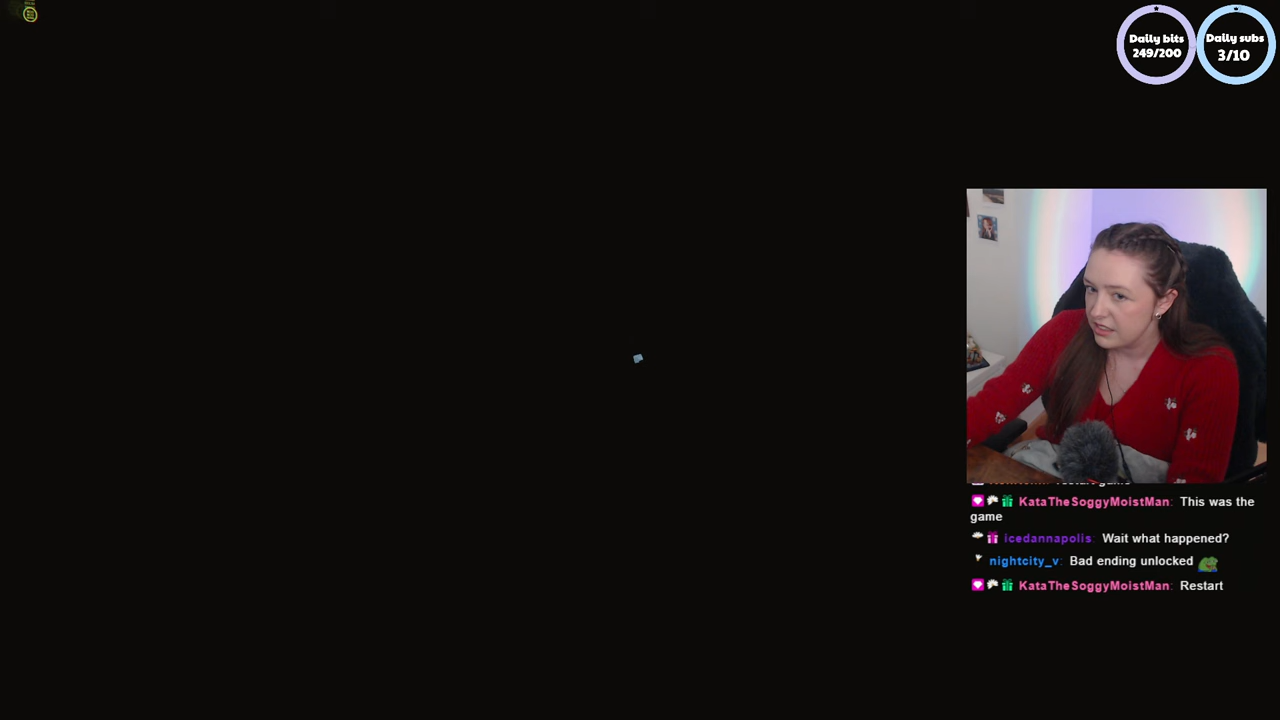 Daily bits
249/200
Daily subs
3/10
KataTheSoggyMoistMan: This was the
game
icedannapolis: Wait what happened?
nightcity_v: Bad ending unlocked
KataTheSoggyMoistMan: Restart